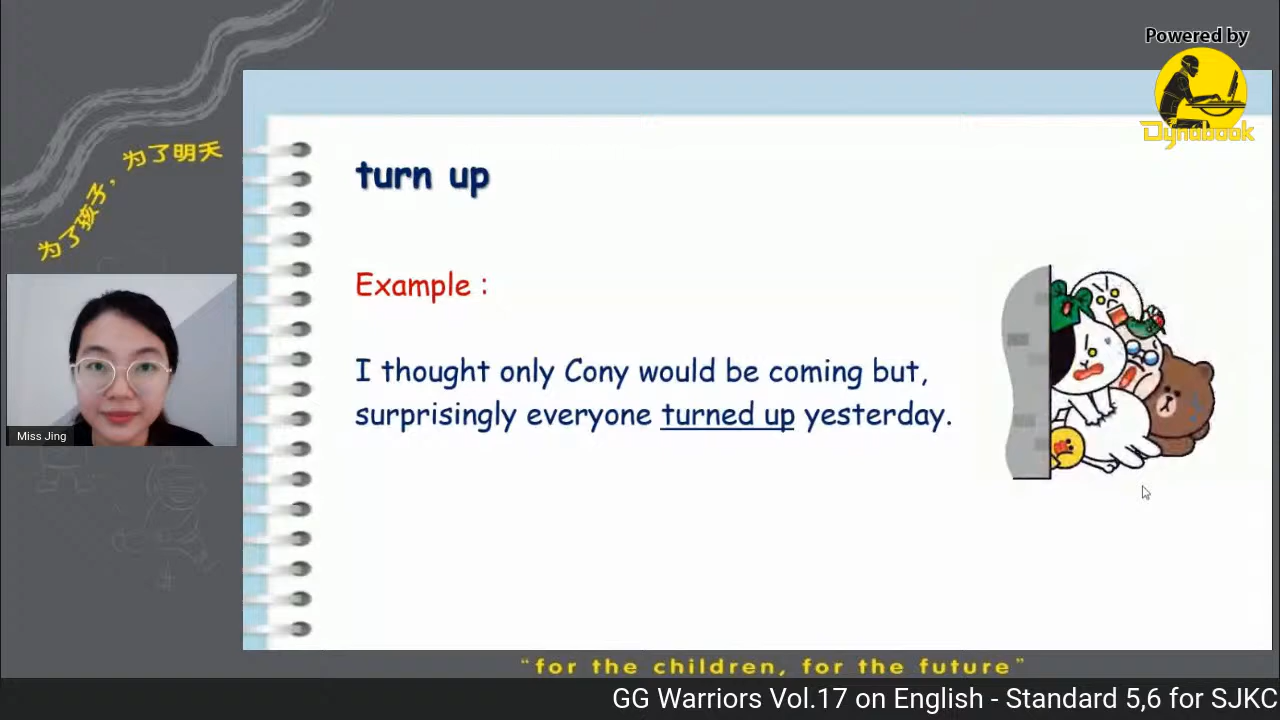 Powered by
Dynabook
为了孩子，为了明天
turn up
Example :
I thought only Cony would be coming but,
surprisingly everyone turned up yesterday.
Miss Jing
“for the children, for the future”
GG Warriors Vol.17 on English - Standard 5,6 for SJKC